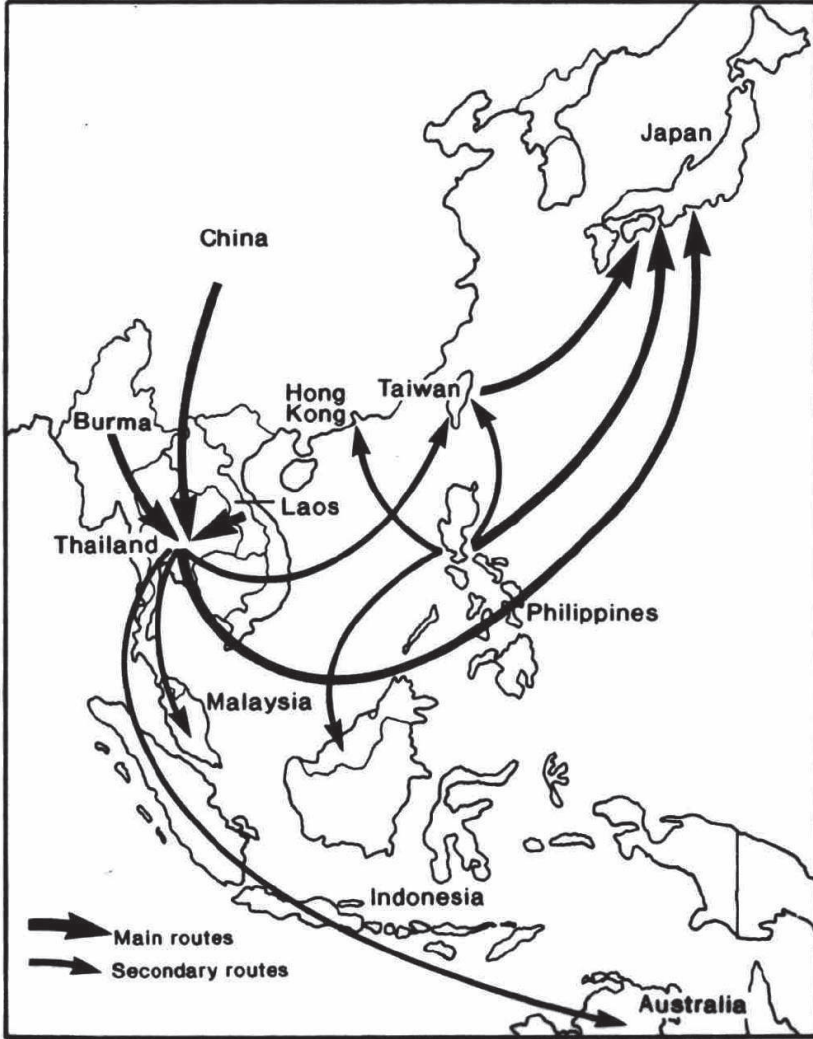 Japan
China
Hong
Kong
Taiwan
Burma
Laos
Thailand
Philippines
Malaysia
Indonesia
Main routes
Secondary routes
Australia